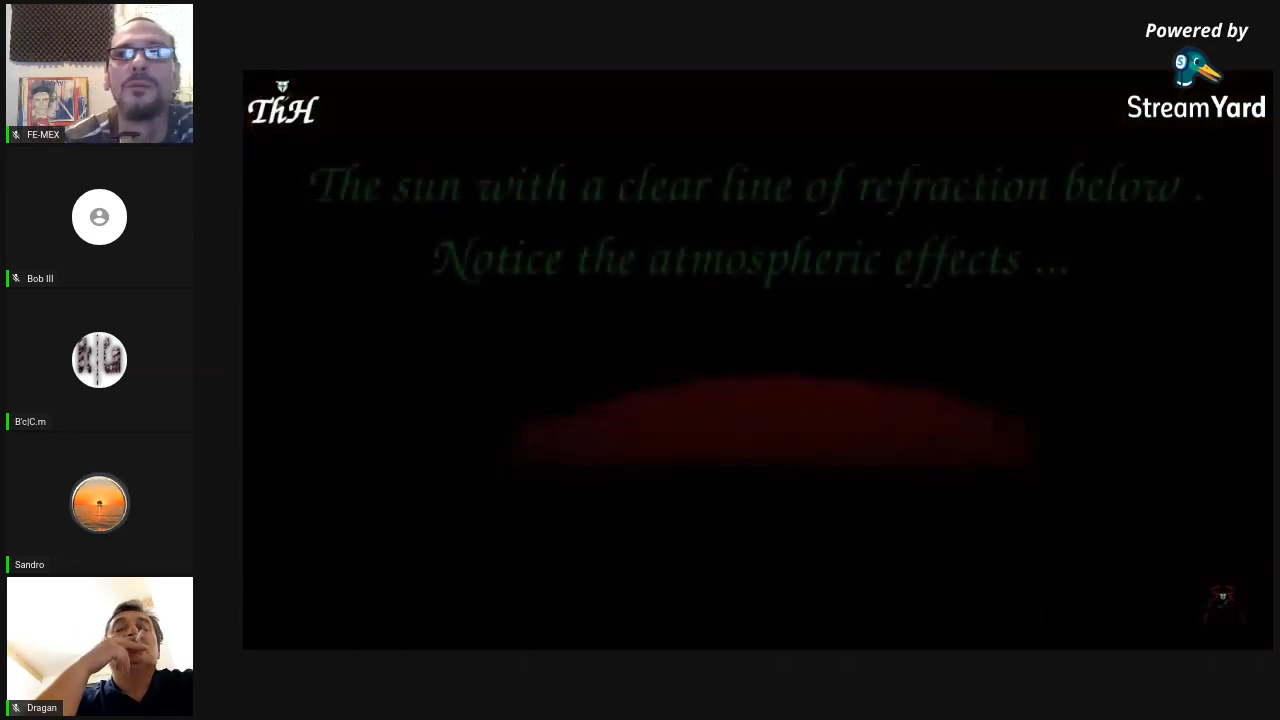 FE-MEX
Bob III
B'c|C.m
Sandro
Dragan
ThH
The sun with a clear line of refraction below .
Notice the atmospheric effects ...
Powered by
StreamYard